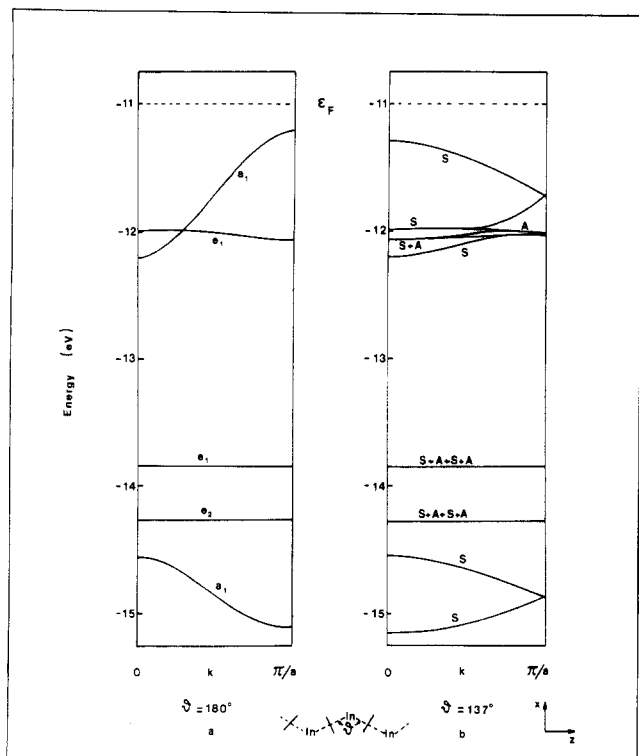 -11
-12
-13
-14
-15
Energy (eV)
a₁
e₁
e₁
e₂
a₁
0 k π/a
ϑ = 180°
a
ε_F
-11
-12
-13
-14
-15
S
S
A
S+A
S
S+A+S+A
S+A+S+A
S
S
0 k π/a
ϑ = 137°
b
In
In
ϑ
In
x
z